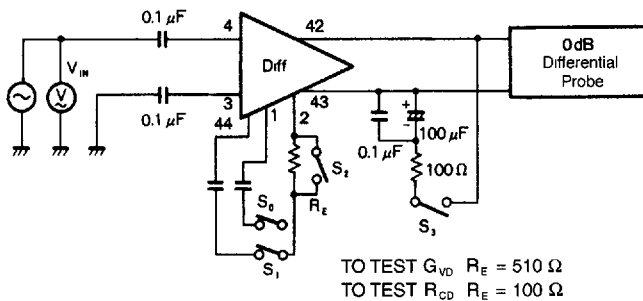 0.1 μF
4
42
0dB
Differential
Probe
V_IN
Diff
V
3
43
0.1 μF
44
1
2
+
-
100 μF
0.1 μF
S_2
100 Ω
S_0
R_E
S_1
S_3
TO TEST G_VD R_E = 510 Ω
TO TEST R_CD R_E = 100 Ω